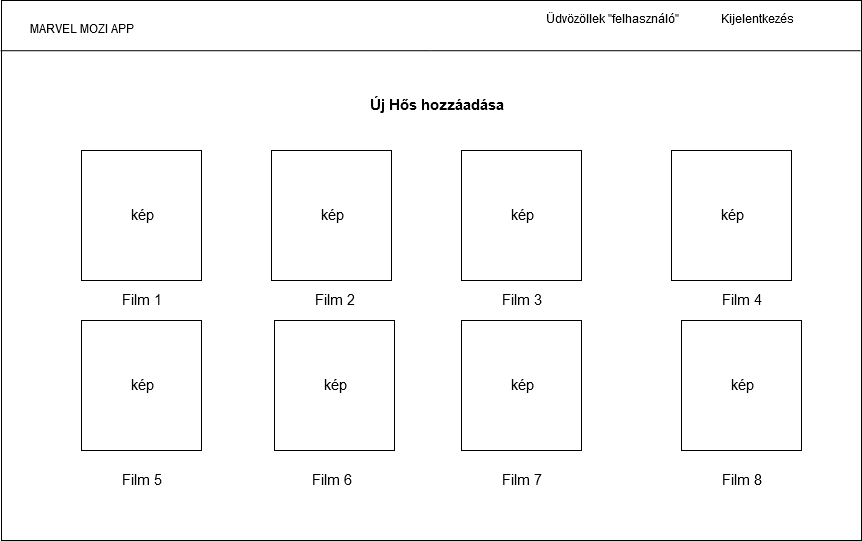 MARVEL MOZI APP
Üdvözöllek "felhasználó"
Kijelentkezés
Új Hős hozzáadása
kép
kép
kép
kép
Film 1
Film 2
Film 3
Film 4
kép
kép
kép
kép
Film 5
Film 6
Film 7
Film 8